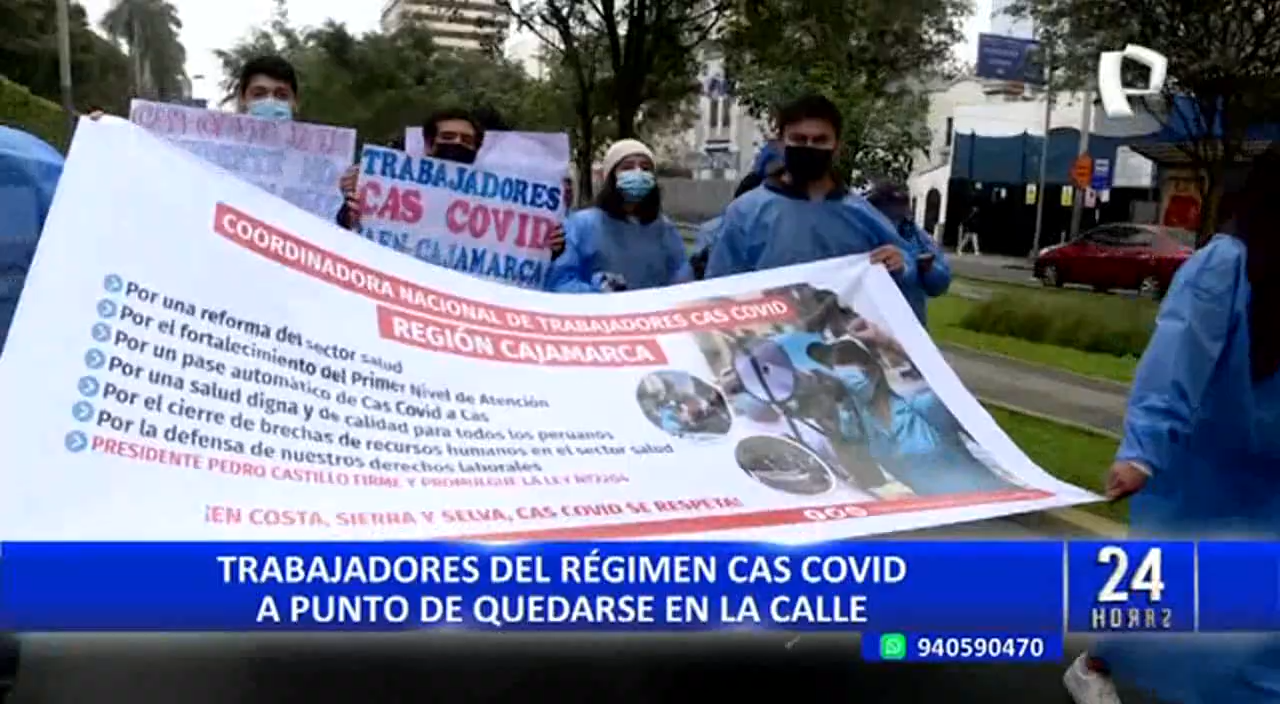 TRABAJADORES
CAS COVID
EN CAJAMARCA
COORDINADORA NACIONAL DE TRABAJADORES CAS COVID
REGIÓN CAJAMARCA
Por una reforma del sector salud
Por el fortalecimiento del Primer Nivel de Atención
Por un pase automàtico de Cas Covid a Cas
Por una salud digna y de calidad para todos los peruanos
Por el cierre de brechas de recursos humanos en el sector salud
Por la defensa de nuestros derechos laborales
PRESIDENTE PEDRO CASTILLO FIRME Y PROMULGUE LA LEY
¡EN COSTA, SIERRA Y SELVA, CAS COVID SE RESPETA!
TRABAJADORES DEL RÉGIMEN CAS COVID
A PUNTO DE QUEDARSE EN LA CALLE
24
HORAS
940590470